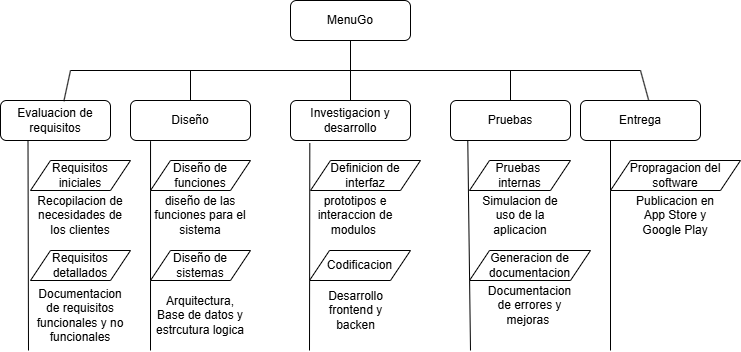 MenuGo
Evaluacion de
requisitos
Diseño
Investigacion y
desarrollo
Pruebas
Entrega
Requisitos
iniciales
Recopilacion de
necesidades de
los clientes
Requisitos
detallados
Documentacion
de requisitos
funcionales y no
funcionales
Diseño de
funciones
diseño de las
funciones para el
sistema
Diseño de
sistemas
Arquitectura,
Base de datos y
estrcutura logica
Definicion de
interfaz
prototipos e
interaccion de
modulos
Codificacion
Desarrollo
frontend y
backen
Pruebas
internas
Simulacion de
uso de la
aplicacion
Generacion de
documentacion
Documentacion
de errores y
mejoras
Propragacion del
software
Publicacion en
App Store y
Google Play